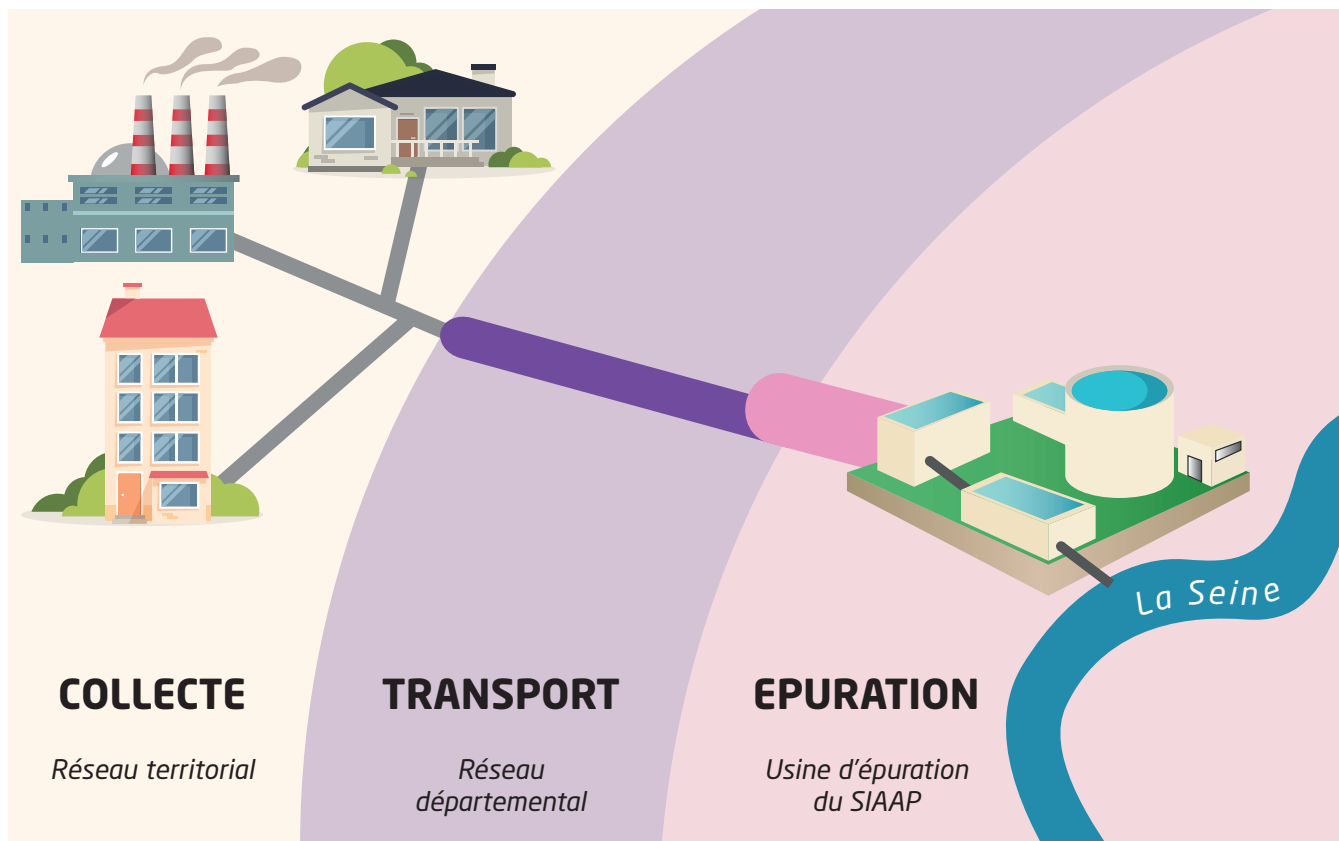 La Seine
COLLECTE
Réseau territorial
TRANSPORT
Réseau
départemental
EPURATION
Usine d'épuration
du SIAAP